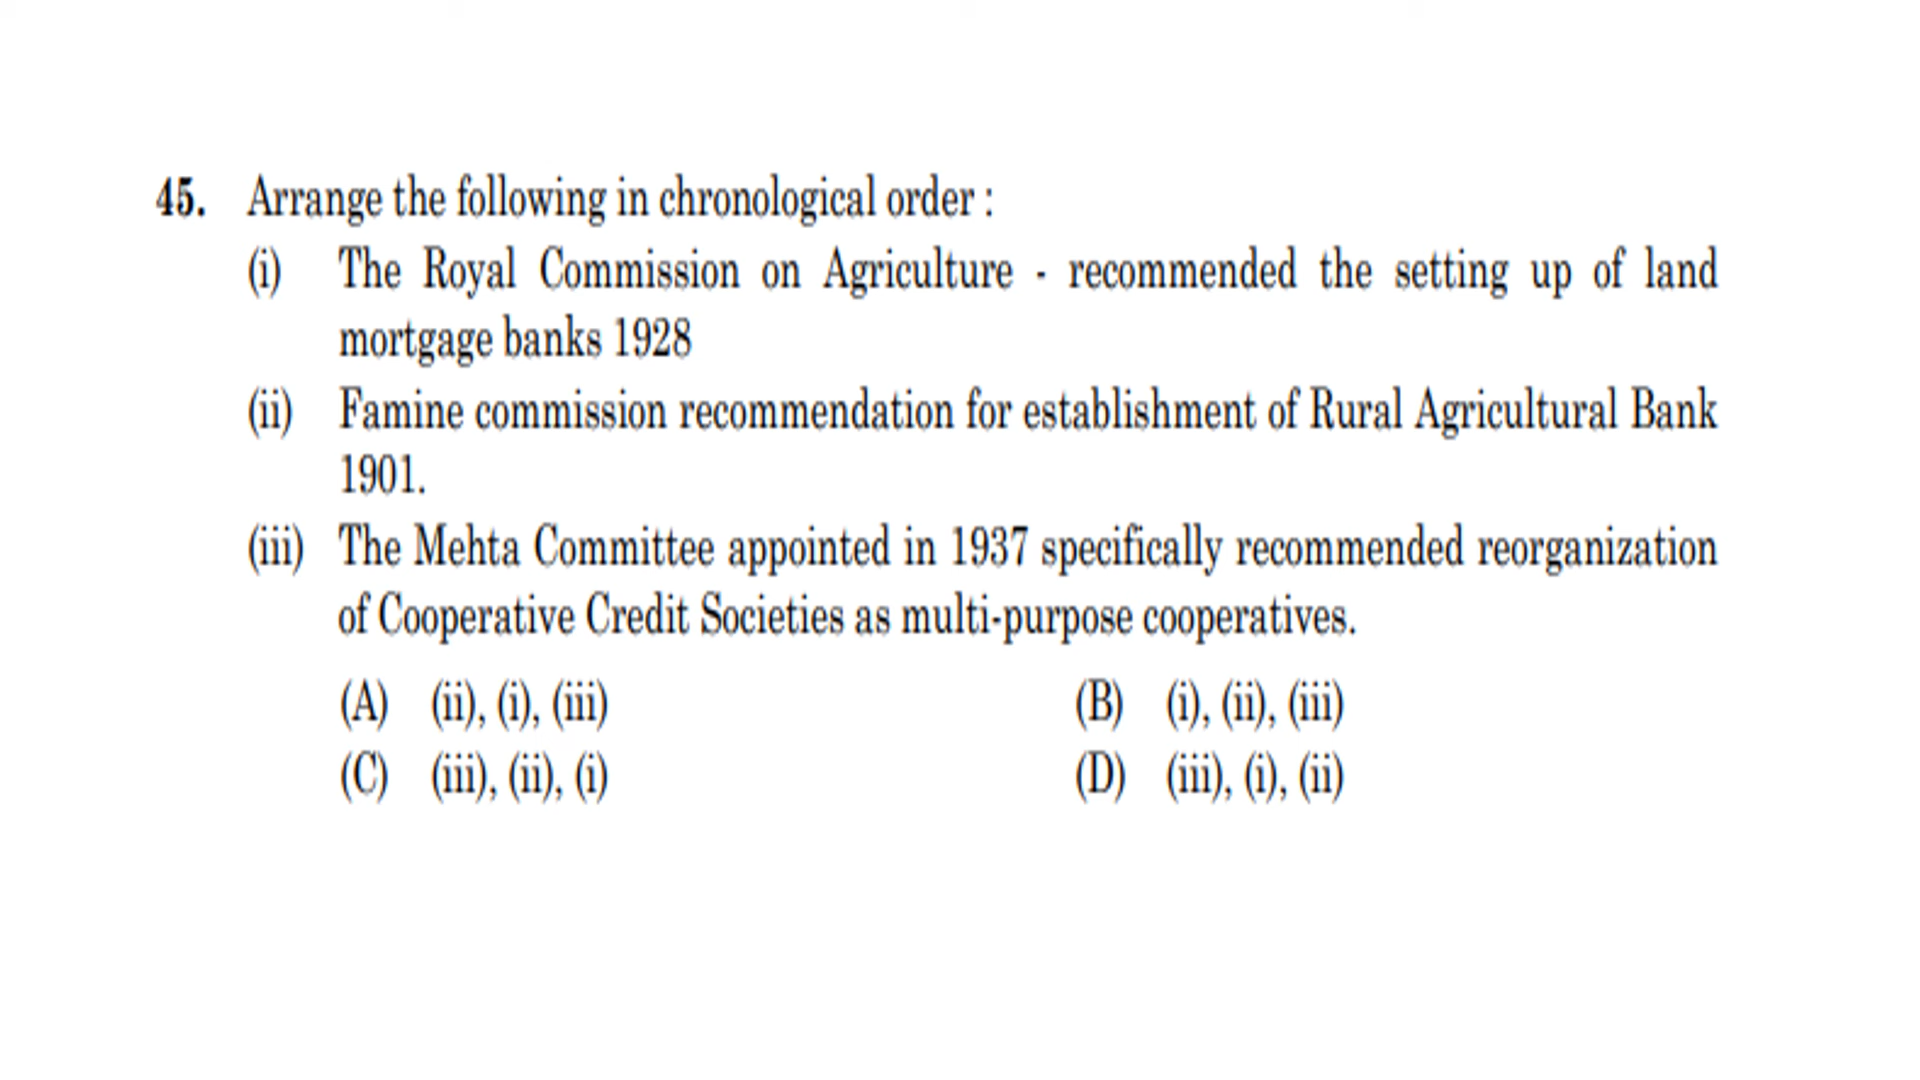 45. Arrange the following in chronological order :
(i) The Royal Commission on Agriculture - recommended the setting up of land
mortgage banks 1928
(ii) Famine commission recommendation for establishment of Rural Agricultural Bank
1901.
(iii) The Mehta Committee appointed in 1937 specifically recommended reorganization
of Cooperative Credit Societies as multi-purpose cooperatives.
(A) (ii), (i), (iii) (B) (i), (ii), (iii)
(C) (iii), (ii), (i) (D) (iii), (i), (ii)